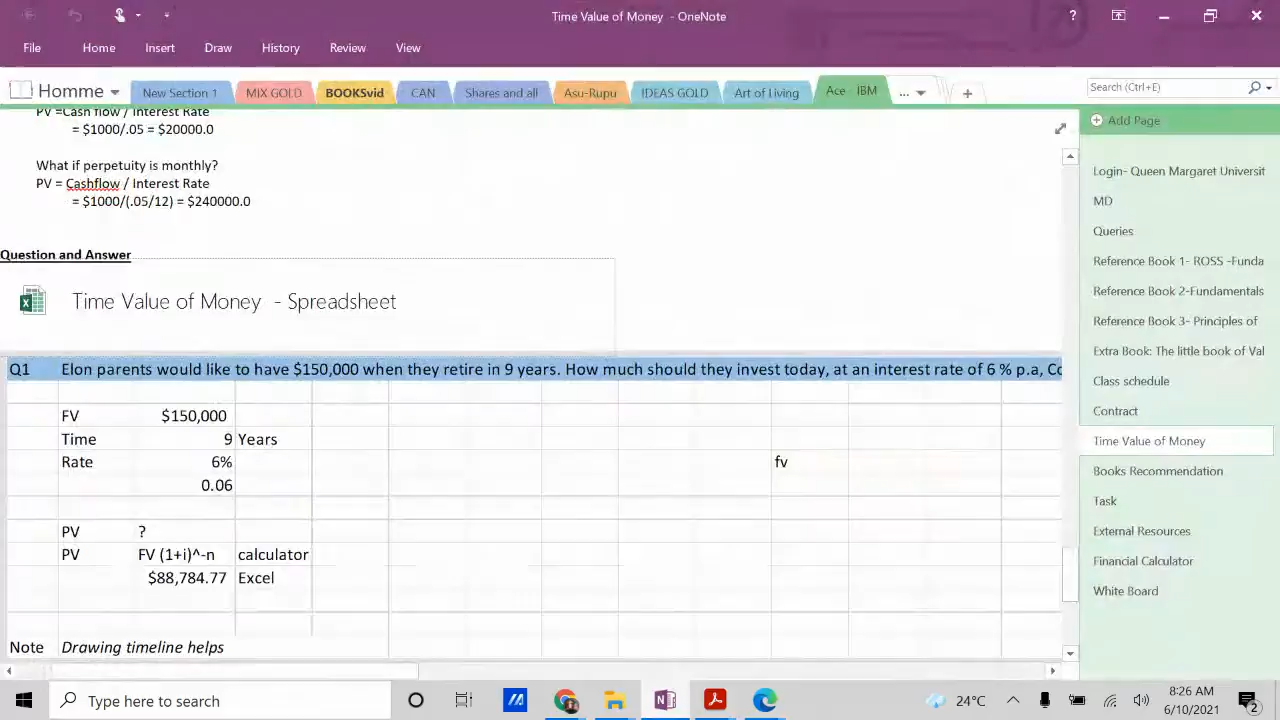 Time Value of Money - OneNote
?
File Home Insert Draw History Review View
Homme
New Section 1
MIX GOLD
BOOKSvid
CAN
Shares and all
Asu-Rupu
IDEAS GOLD
Art of Living
Ace IBM
...
Search (Ctrl+E)
PV =Cash flow / Interest Rate
= $1000/.05 = $20000.0
What if perpetuity is monthly?
PV = Cashflow / Interest Rate
= $1000/(.05/12) = $240000.0
Question and Answer
Time Value of Money - Spreadsheet
Q1 Elon parents would like to have $150,000 when they retire in 9 years. How much should they invest today, at an interest rate of 6 % p.a, Co
FV $150,000
Time 9 Years
Rate 6% fv
0.06
PV ?
PV FV (1+i)^-n calculator
$88,784.77 Excel
Note Drawing timeline helps
Add Page
Login- Queen Margaret Universit
MD
Queries
Reference Book 1- ROSS -Funda
Reference Book 2-Fundamentals
Reference Book 3- Principles of
Extra Book: The little book of Val
Class schedule
Contract
Time Value of Money
Books Recommendation
Task
External Resources
Financial Calculator
White Board
Type here to search
24°C
8:26 AM
6/10/2021
2